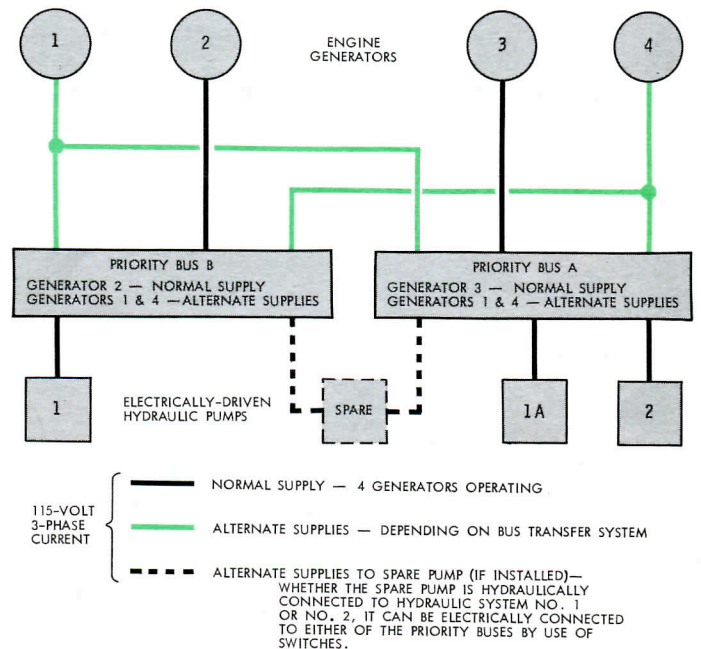 1
2
ENGINE
GENERATORS
3
4
PRIORITY BUS B
GENERATOR 2 — NORMAL SUPPLY
GENERATORS 1 & 4 — ALTERNATE SUPPLIES
PRIORITY BUS A
GENERATOR 3 — NORMAL SUPPLY
GENERATORS 1 & 4 — ALTERNATE SUPPLIES
1
ELECTRICALLY-DRIVEN
HYDRAULIC PUMPS
SPARE
1A
2
115-VOLT
3-PHASE
CURRENT
NORMAL SUPPLY — 4 GENERATORS OPERATING
ALTERNATE SUPPLIES — DEPENDING ON BUS TRANSFER SYSTEM
ALTERNATE SUPPLIES TO SPARE PUMP (IF INSTALLED)—
WHETHER THE SPARE PUMP IS HYDRAULICALLY
CONNECTED TO HYDRAULIC SYSTEM NO. 1
OR NO. 2, IT CAN BE ELECTRICALLY CONNECTED
TO EITHER OF THE PRIORITY BUSES BY USE OF
SWITCHES.